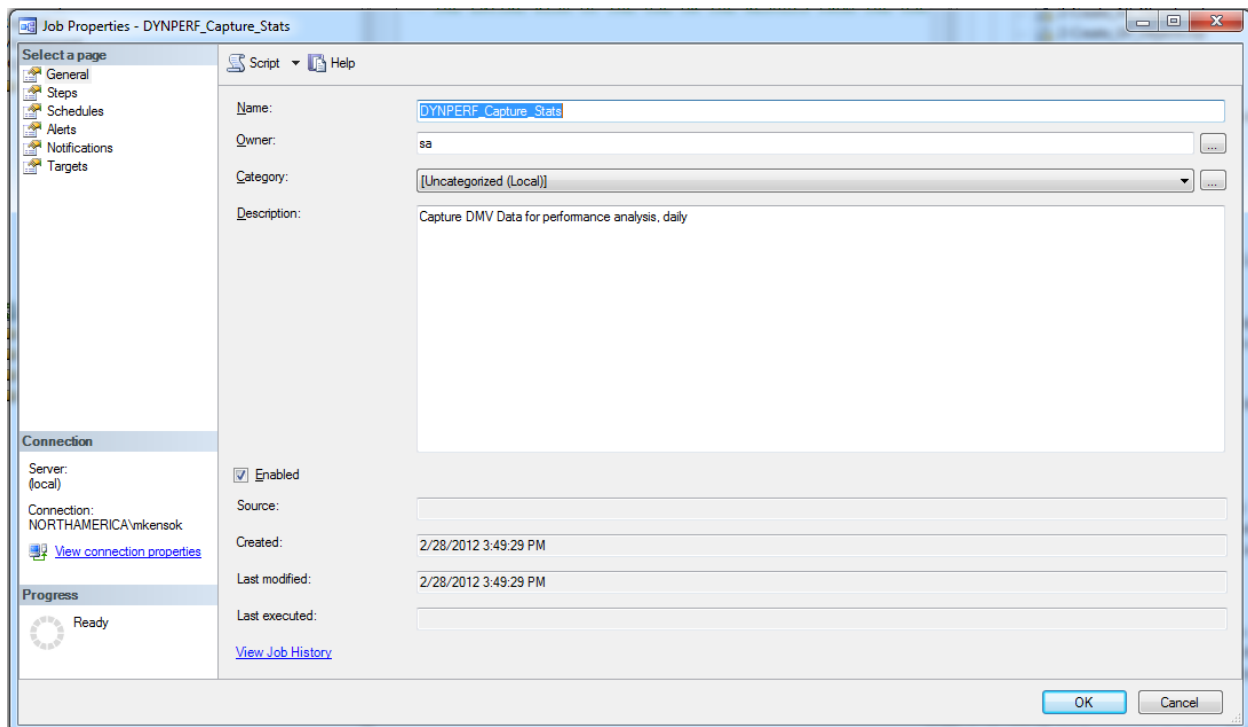 Job Properties - DYNPERF_Capture_Stats
Select a page
General
Steps
Schedules
Alerts
Notifications
Targets
Script
Help
Name:
DYNPERF_Capture_Stats
Owner:
sa
...
Category:
[Uncategorized (Local)]
...
Description:
Capture DMV Data for performance analysis, daily
Connection
Server:
(local)
Connection:
NORTHAMERICA\mkensok
View connection properties
Progress
Ready
Enabled
Source:
Created:
2/28/2012 3:49:29 PM
Last modified:
2/28/2012 3:49:29 PM
Last executed:
View Job History
OK
Cancel